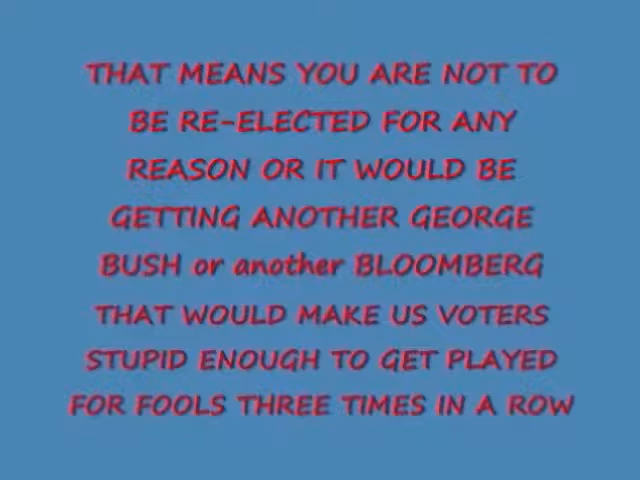 THAT MEANS YOU ARE NOT TO
BE RE-ELECTED FOR ANY
REASON OR IT WOULD BE
GETTING ANOTHER GEORGE
BUSH or another BLOOMBERG
THAT WOULD MAKE US VOTERS
STUPID ENOUGH TO GET PLAYED
FOR FOOLS THREE TIMES IN A ROW